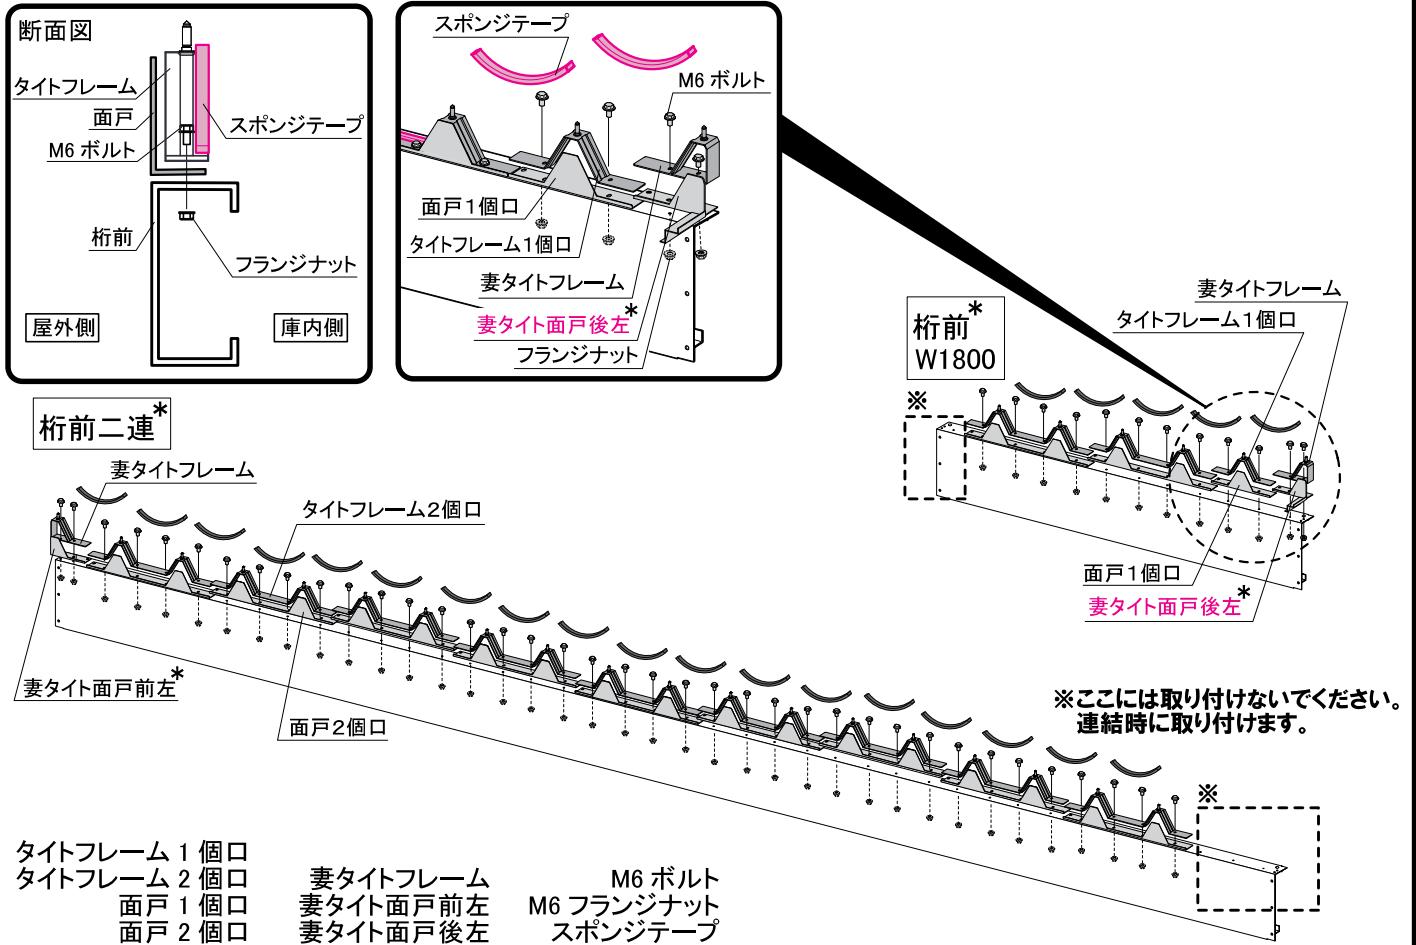 断面図
タイトフレーム
面戸
M6 ボルト
スポンジテープ
桁前
フランジナット
屋外側
庫内側
スポンジテープ
M6 ボルト
面戸1個口
タイトフレーム1個口
妻タイトフレーム
妻タイト面戸後左*
フランジナット
桁前*
W1800
妻タイトフレーム
タイトフレーム1個口
※
面戸1個口
妻タイト面戸後左*
桁前二連*
妻タイトフレーム
タイトフレーム2個口
妻タイト面戸前左*
面戸2個口
※ここには取り付けないでください。
連結時に取り付けます。
※
タイトフレーム 1 個口
タイトフレーム 2 個口
面戸 1 個口
面戸 2 個口
妻タイトフレーム
妻タイト面戸前左
妻タイト面戸後左
M6 ボルト
M6 フランジナット
スポンジテープ